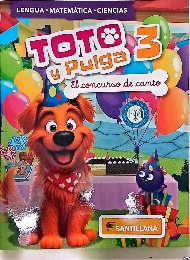 LENGUA • MATEMÁTICA • CIENCIAS
TOTO 3
y Pulga
El concurso de canto
SANTILLANA